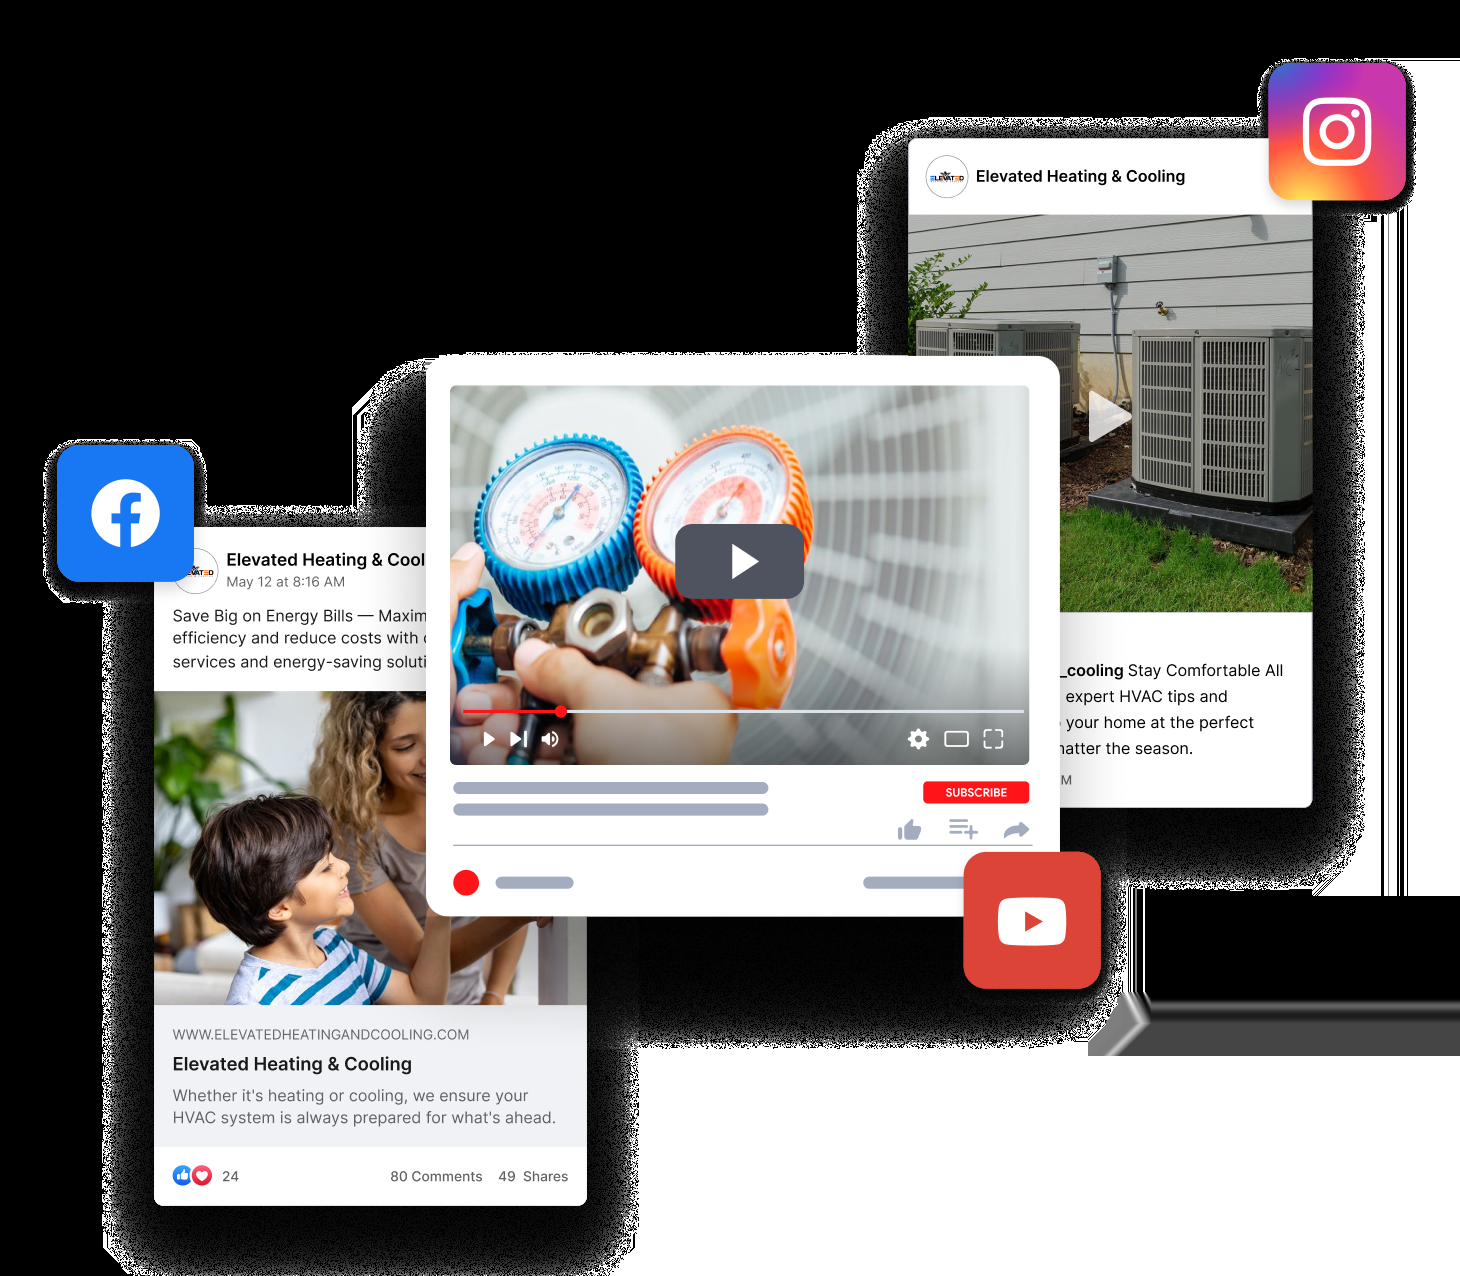 Elevated Heating & Cooling
ELEVATED
Elevated Heating & Cool
May 12 at 8:16 AM
Save Big on Energy Bills — Maxim
efficiency and reduce costs with
services and energy-saving soluti
_cooling Stay Comfortable All
expert HVAC tips and
your home at the perfect
natter the season.
M
SUBSCRIBE
WWW.ELEVATEDHEATINGANDCOOLING.COM
Elevated Heating & Cooling
Whether it's heating or cooling, we ensure your
HVAC system is always prepared for what's ahead.
24
80 Comments
49 Shares